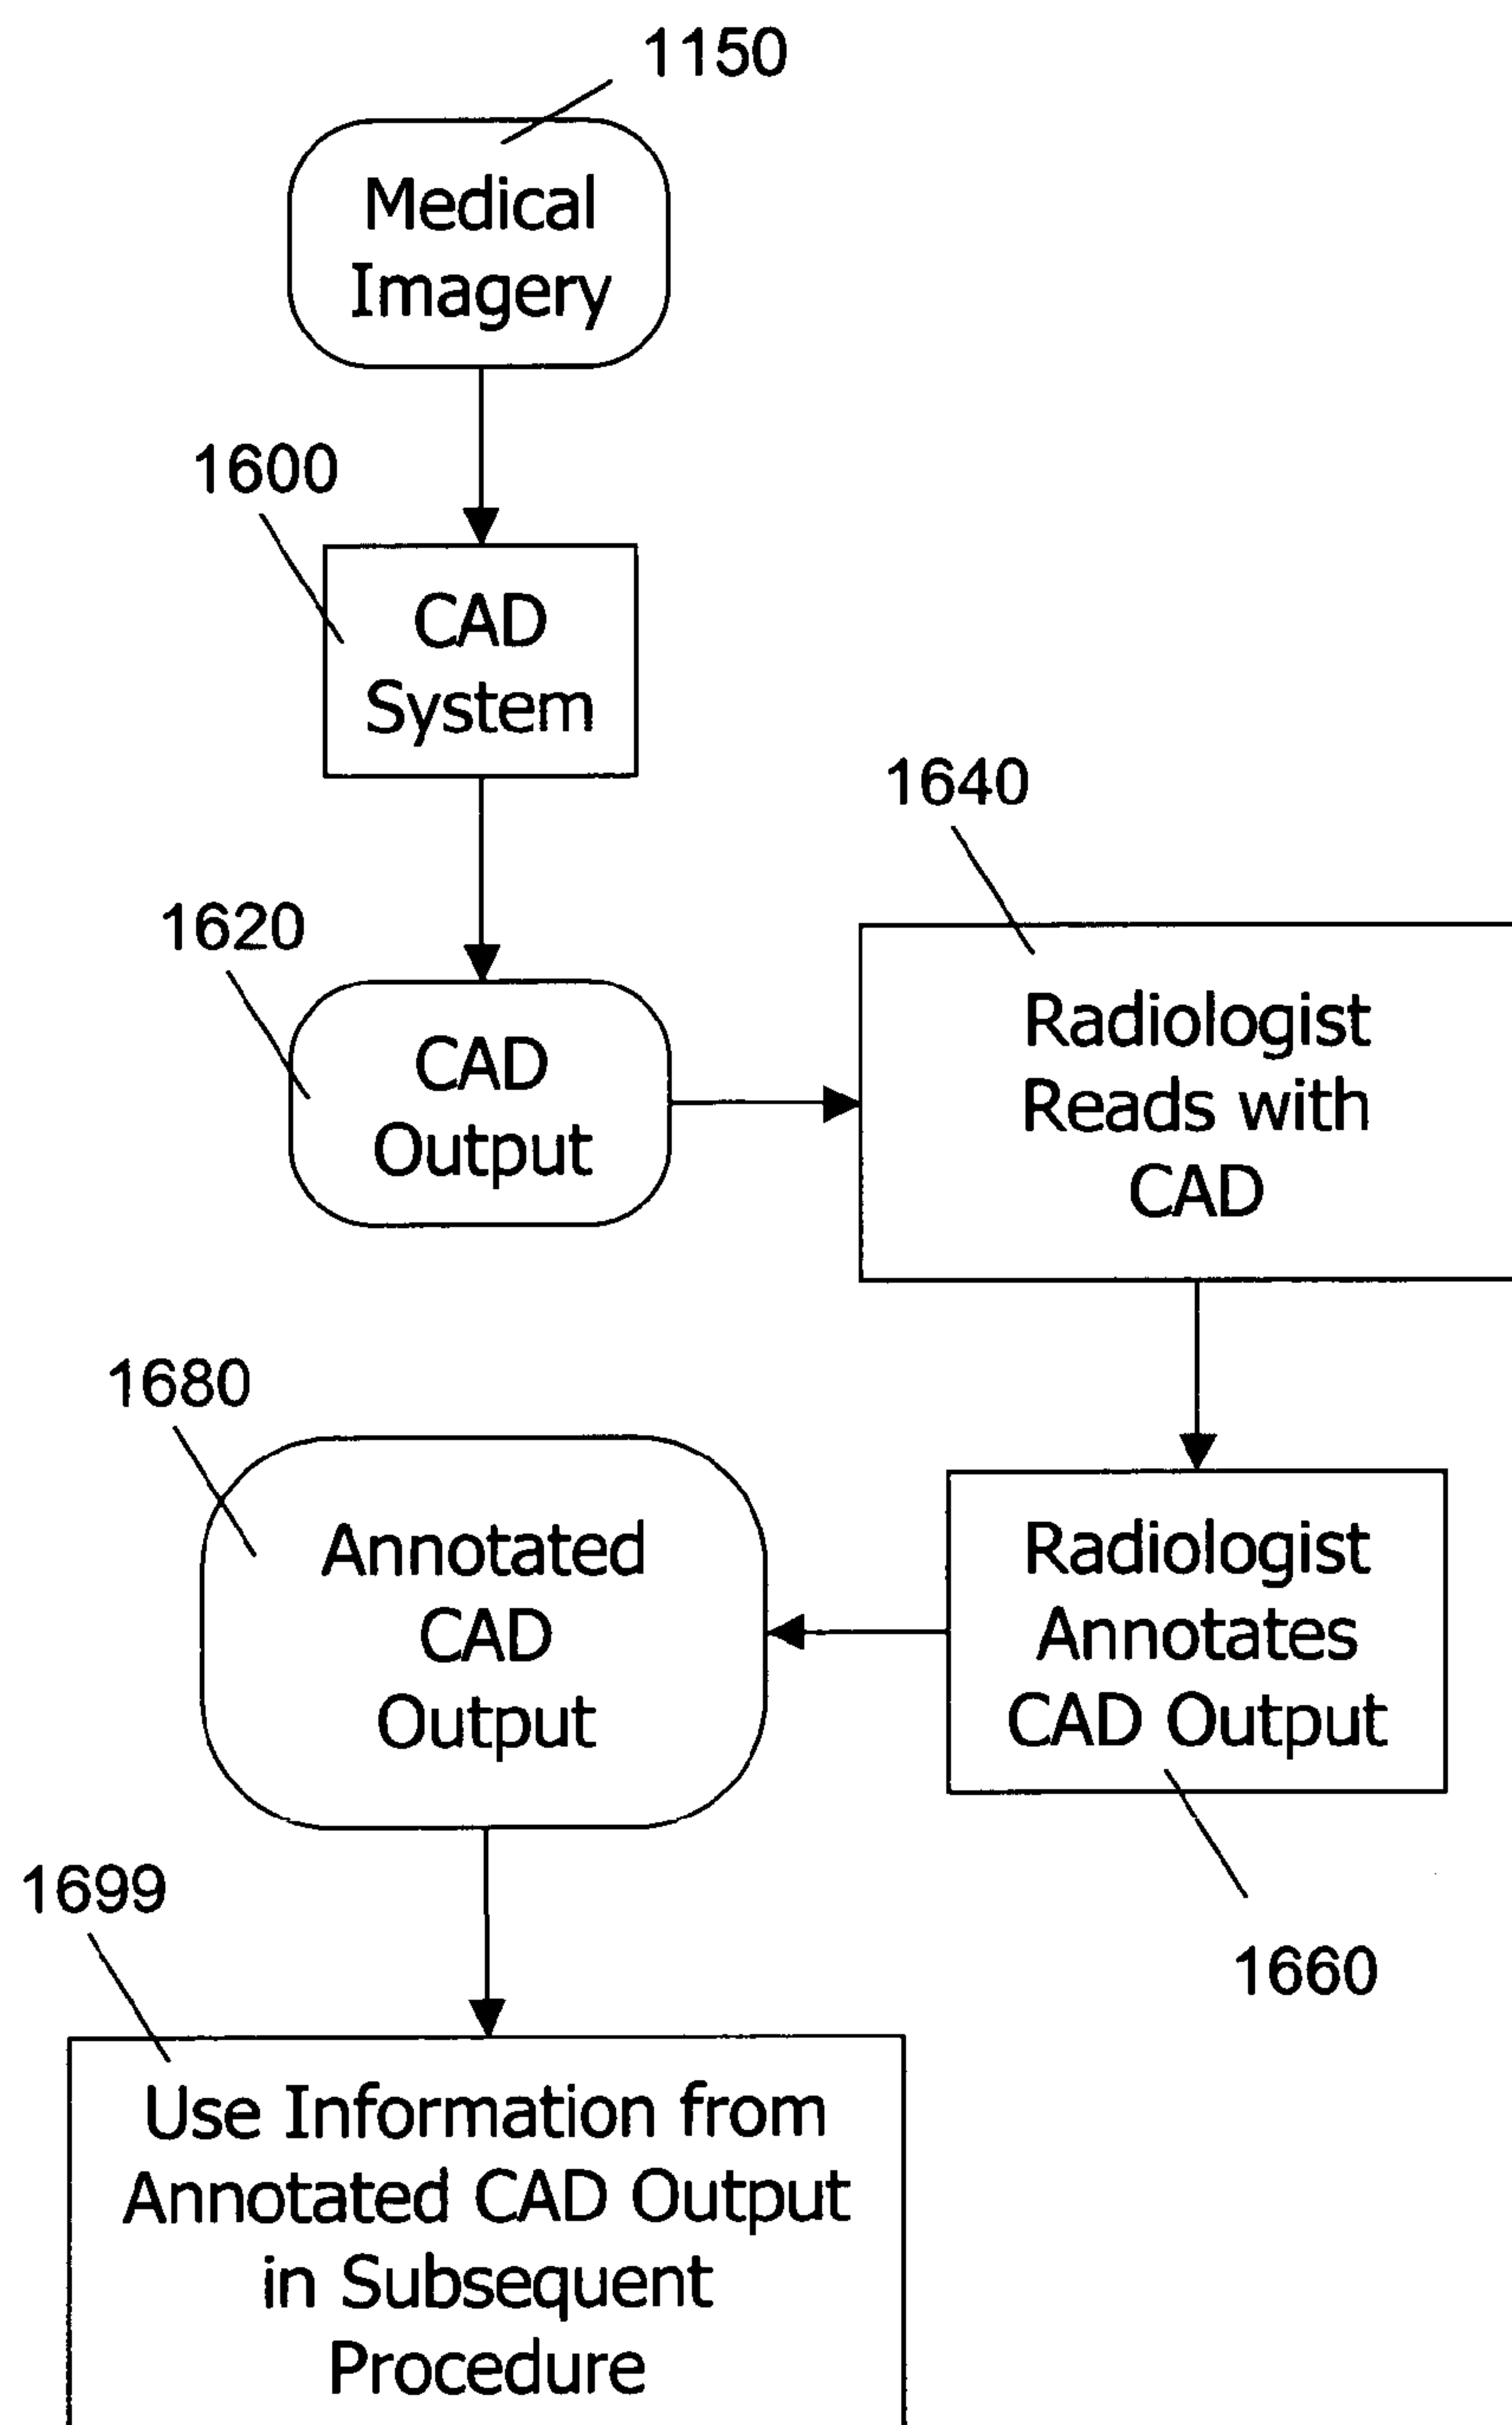 1150
Medical
Imagery
1600
CAD
System
1640
1620
CAD
Output
Radiologist
Reads with
CAD
1680
Annotated
CAD
Output
Radiologist
Annotates
CAD Output
1699
1660
Use Information from
Annotated CAD Output
in Subsequent
Procedure